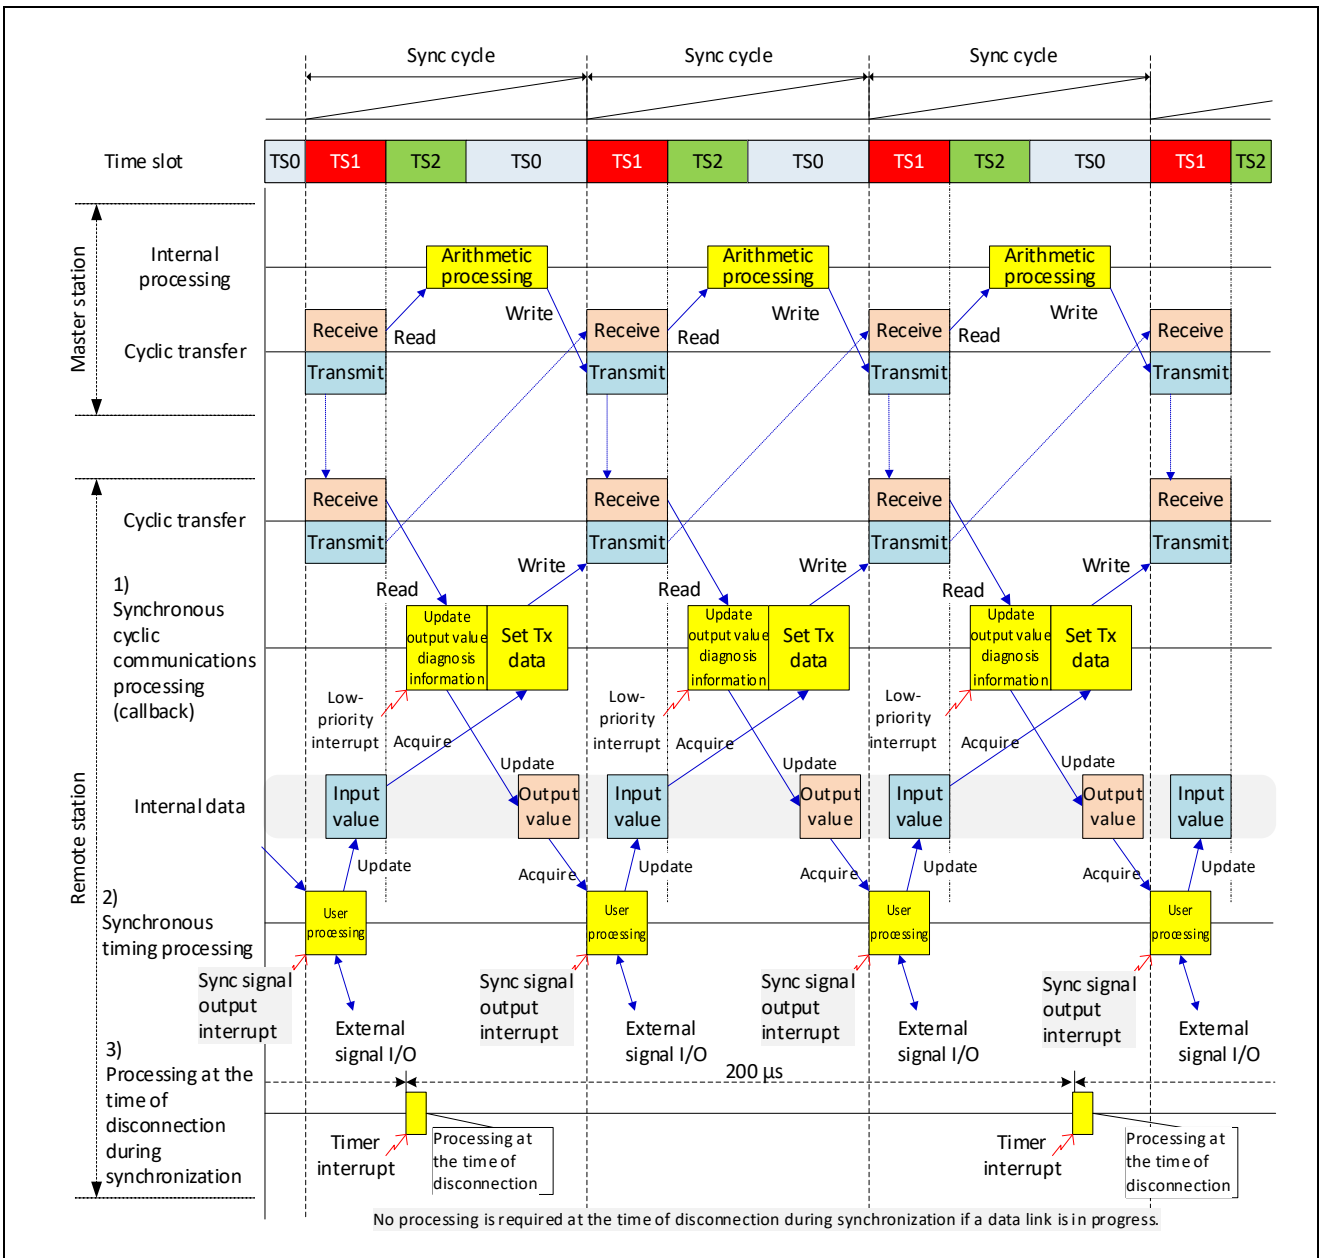 Sync cycle Sync cycle Sync cycle
Time slot TS0 TS1 TS2 TS0 TS1 TS2 TS0 TS1 TS2 TS0 TS1 TS2
Master station
Internal
processing
Arithmetic
processing
Arithmetic
processing
Arithmetic
processing
Read Write Read Write Read Write
Cyclic transfer
Receive Receive Receive Receive
Transmit Transmit Transmit Transmit
Remote station
Cyclic transfer
Receive Receive Receive Receive
Transmit Transmit Transmit Transmit
1)
Synchronous
cyclic
communications
processing
(callback)
Read Write Read Write Read Write
Update
output value
diagnosis
information
Set Tx
data
Update
output value
diagnosis
information
Set Tx
data
Update
output value
diagnosis
information
Set Tx
data
Low-
priority
interrupt
Low-
priority
interrupt
Low-
priority
interrupt
Acquire Update Acquire Update Acquire Update
Internal data
Input
value
Output
value
Input
value
Output
value
Input
value
Output
value
Input
value
Update Acquire Update Acquire Update Acquire Update
2)
Synchronous
timing processing
User
processing
User
processing
User
processing
User
processing
Sync signal
output
interrupt
Sync signal
output
interrupt
Sync signal
output
interrupt
Sync signal
output
interrupt
External
signal I/O
External
signal I/O
External
signal I/O
External
signal I/O
3)
Processing at the
time of
disconnection
during
synchronization
200 µs
Timer
interrupt
Processing at
the time of
disconnection
Timer
interrupt
Processing at
the time of
disconnection
No processing is required at the time of disconnection during synchronization if a data link is in progress.